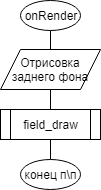 onRender
Отрисовка
заднего фона
field_draw
конец п\п